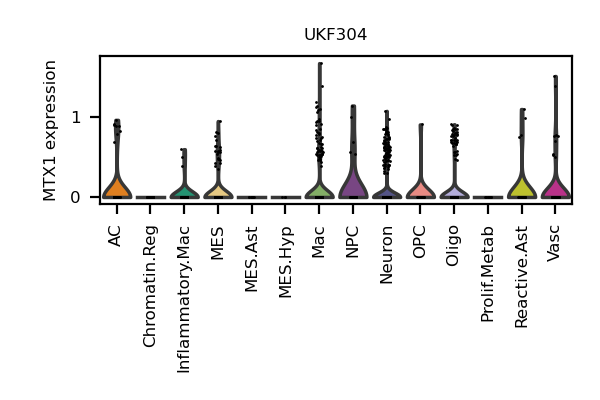 UKF304
MTX1 expression
1
0
AC
Chromatin.Reg
Inflammatory.Mac
MES
MES.Ast
MES.Hyp
Mac
NPC
Neuron
OPC
Oligo
Prolif.Metab
Reactive.Ast
Vasc